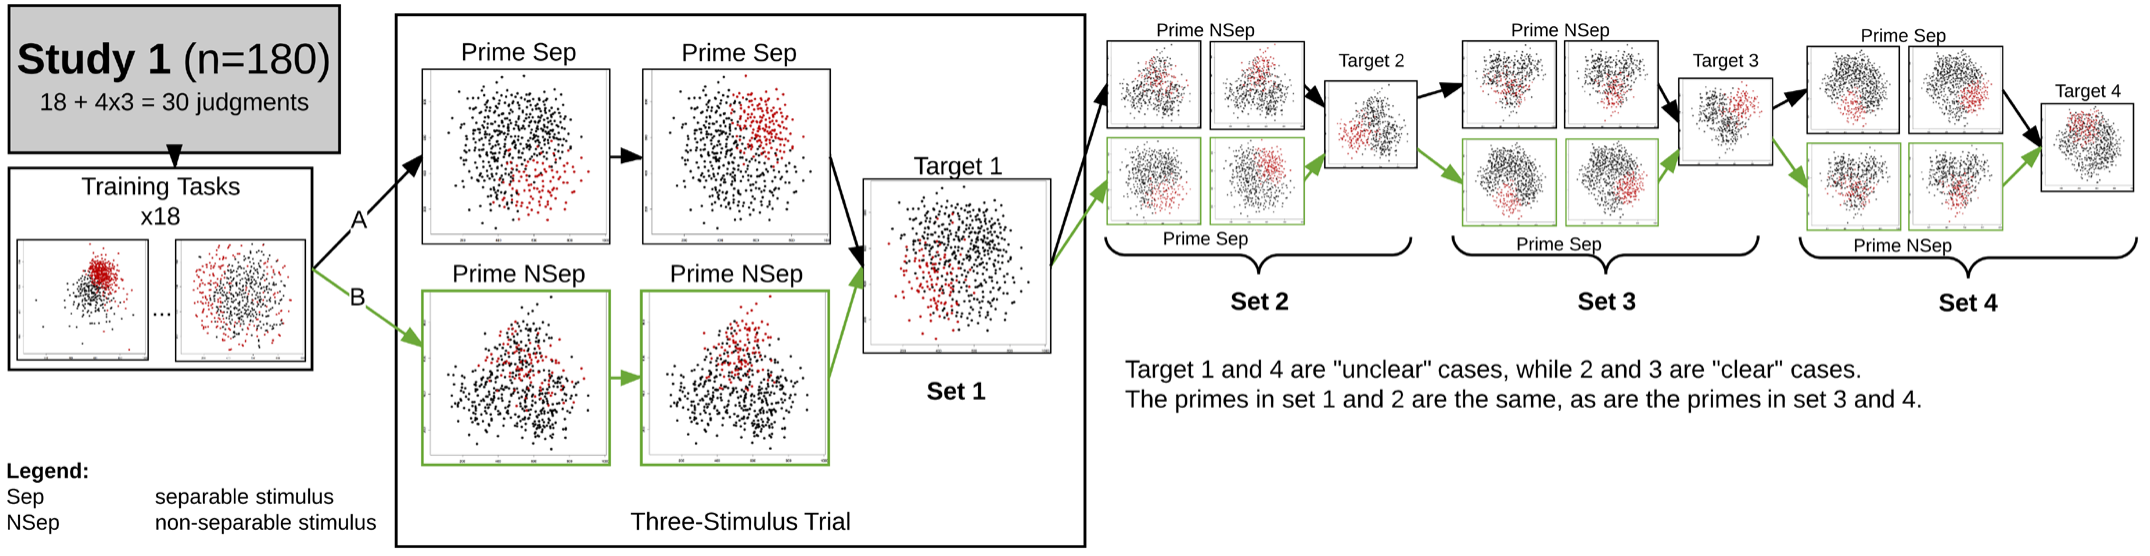 Study 1 (n=180)
18 + 4x3 = 30 judgments
Training Tasks
x18
...
A
B
Prime Sep
Prime Sep
Prime NSep
Prime NSep
Target 1
Set 1
Three-Stimulus Trial
Prime NSep
Target 2
Prime Sep
Set 2
Prime NSep
Target 3
Prime Sep
Set 3
Prime Sep
Target 4
Prime NSep
Set 4
Target 1 and 4 are "unclear" cases, while 2 and 3 are "clear" cases.
The primes in set 1 and 2 are the same, as are the primes in set 3 and 4.
Legend:
Sep separable stimulus
NSep non-separable stimulus